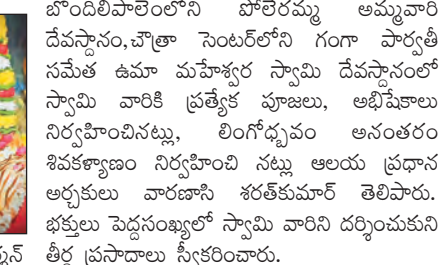 బొందిలిపాలెంలోని పోలేరమ్మ అమ్మవారి
దేవస్థానం,చౌత్రా సెంటర్‌లోని గంగా పార్వతీ
సమేత ఉమా మహేశ్వర స్వామి దేవస్థానంలో
స్వామి వారికి ప్రత్యేక పూజలు, అభిషేకాలు
నిర్వహించినట్లు, లింగోధ్భవం అనంతరం
శివకళ్యాణం నిర్వహించి నట్లు ఆలయ ప్రధాన
అర్చకులు వారణాసి శరత్‌కుమార్ తెలిపారు.
భక్తులు పెద్దసంఖ్యలో స్వామి వారిని దర్శించుకుని
తీర్థ ప్రసాదాలు స్వీకరించారు.